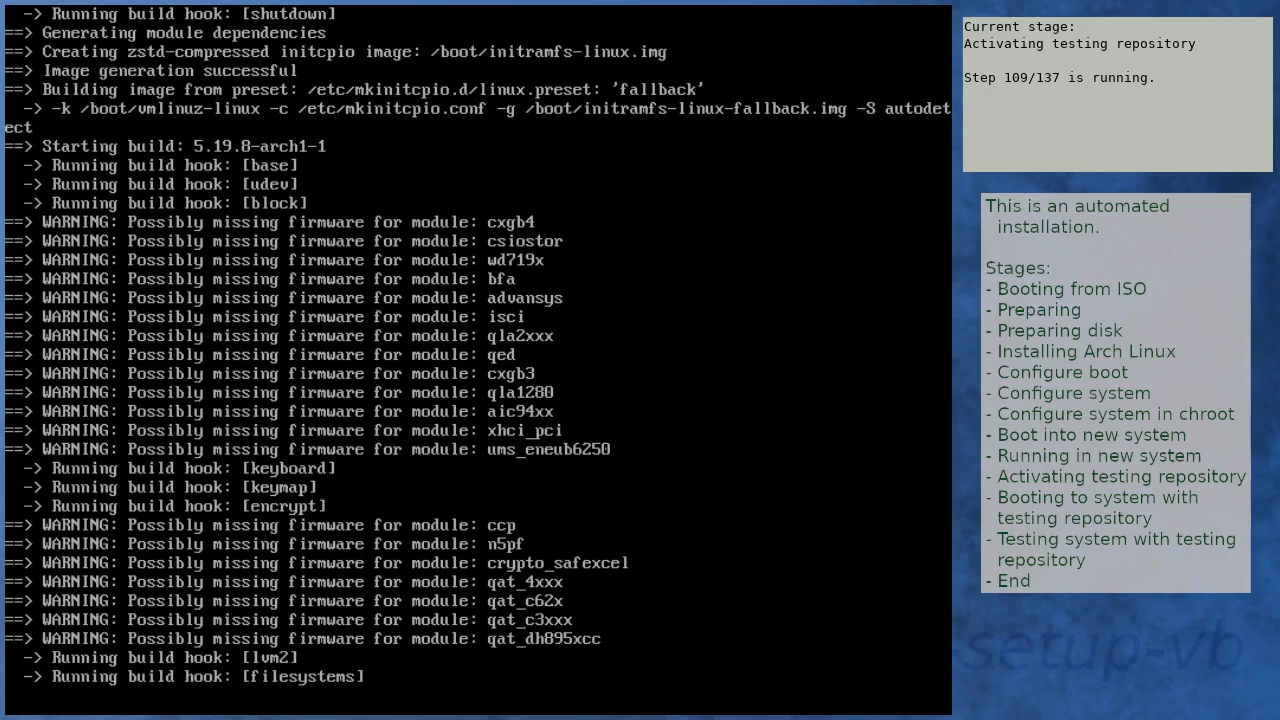 -> Running build hook: [shutdown]
==> Generating module dependencies
==> Creating zstd-compressed initcpio image: /boot/initramfs-linux.img
==> Image generation successful
==> Building image from preset: /etc/mkinitcpio.d/linux.preset: 'fallback'
  -> -k /boot/vmlinuz-linux -c /etc/mkinitcpio.conf -g /boot/initramfs-linux-fallback.img -S autodet
ect
==> Starting build: 5.19.8-arch1-1
  -> Running build hook: [base]
  -> Running build hook: [udev]
  -> Running build hook: [block]
==> WARNING: Possibly missing firmware for module: cxgb4
==> WARNING: Possibly missing firmware for module: csiostor
==> WARNING: Possibly missing firmware for module: wd719x
==> WARNING: Possibly missing firmware for module: bfa
==> WARNING: Possibly missing firmware for module: advansys
==> WARNING: Possibly missing firmware for module: isci
==> WARNING: Possibly missing firmware for module: qla2xxx
==> WARNING: Possibly missing firmware for module: qed
==> WARNING: Possibly missing firmware for module: cxgb3
==> WARNING: Possibly missing firmware for module: qla1280
==> WARNING: Possibly missing firmware for module: aic94xx
==> WARNING: Possibly missing firmware for module: xhci_pci
==> WARNING: Possibly missing firmware for module: ums_eneub6250
  -> Running build hook: [keyboard]
  -> Running build hook: [keymap]
  -> Running build hook: [encrypt]
==> WARNING: Possibly missing firmware for module: ccp
==> WARNING: Possibly missing firmware for module: n5pf
==> WARNING: Possibly missing firmware for module: crypto_safexcel
==> WARNING: Possibly missing firmware for module: qat_4xxx
==> WARNING: Possibly missing firmware for module: qat_c62x
==> WARNING: Possibly missing firmware for module: qat_c3xxx
==> WARNING: Possibly missing firmware for module: qat_dh895xcc
  -> Running build hook: [lvm2]
  -> Running build hook: [filesystems]
Current stage:
Activating testing repository
Step 109/137 is running.
This is an automated
installation.
Stages:
- Booting from ISO
- Preparing
- Preparing disk
- Installing Arch Linux
- Configure boot
- Configure system
- Configure system in chroot
- Boot into new system
- Running in new system
- Activating testing repository
- Booting to system with
testing repository
- Testing system with testing
repository
- End
setup-vb